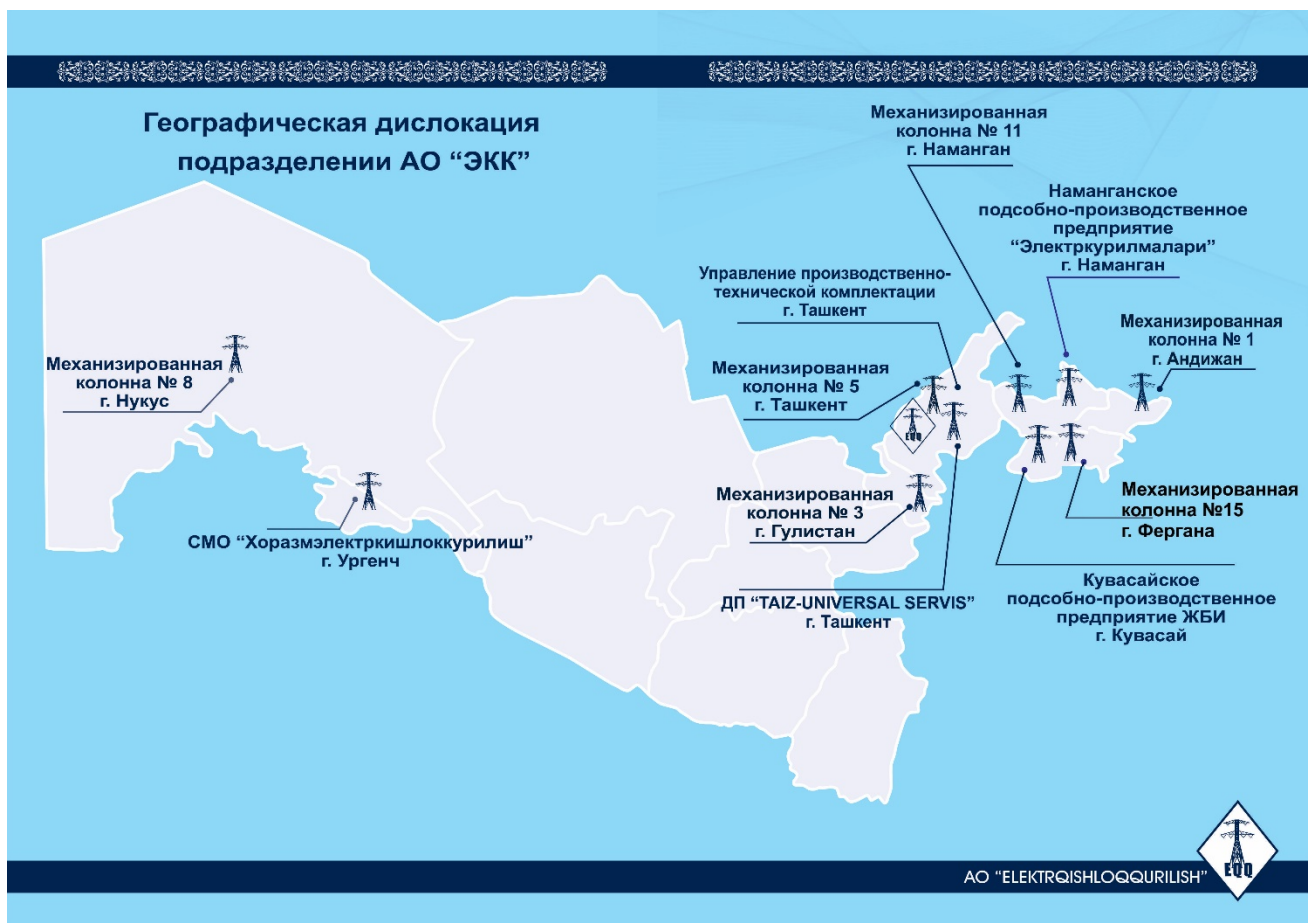 Географическая дислокация
подразделении АО “ЭКК”
Механизированная
колонна № 11
г. Наманган
Наманганское
подсобно-производственное
предприятие
“Электркурилмалари”
г. Наманган
Управление производственно-
технической комплектации
г. Ташкент
Механизированная
колонна № 1
г. Андижан
Механизированная
колонна № 8
г. Нукус
Механизированная
колонна № 5
г. Ташкент
EQQ
Механизированная
колонна № 3
г. Гулистан
Механизированная
колонна №15
г. Фергана
СМО “Хоразмэлектркишлоккурилиш”
г. Ургенч
ДП “TAIZ-UNIVERSAL SERVIS”
г. Ташкент
Кувасайское
подсобно-производственное
предприятие ЖБИ
г. Кувасай
АО “ELEKTRQISHLOQQURILISH”
EQQ